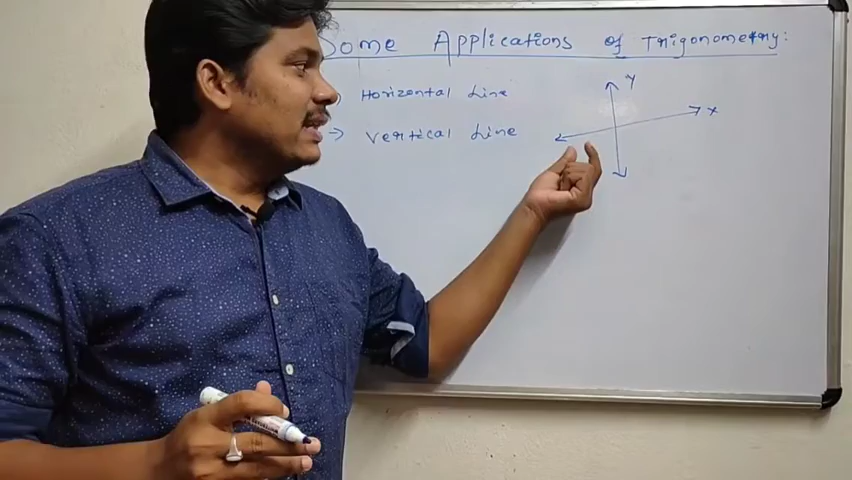 Some Applications of Trigonometry:
Horizontal Line
Y
X
-> Vertical Line